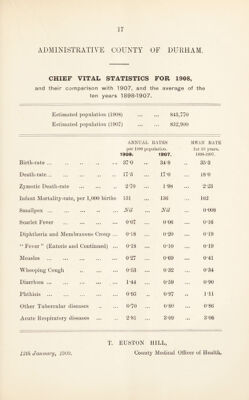 17
ADMINISTRATIVE COUNTY OF DURHAM.
CHIEF VITAL STATISTICS FOR 1908,
and their comparison with 1907, and the average of the
ten years 1898-1907.
Estimated population (1908) ... ... 843,770
Estimated population (1907) ... ... 832,900
ANNUAL RATES MEAN RATE
per 1000 population. for 10 years,
1908. 1907. 1898-1907.
Birth-rate ... 37·0 .. 34·9 .. 35·3
Death-rate ... 17·3 .. 17·0 .. 18·0
Zymotic Death-rate ... 2·70 .. 1·98 .. 2·23
Infant Mortality-rate, per 1,000 births 151 .. 136 .. 162
Smallpox ... Nil .. Nil .. 0·008
Scarlet Fever ... 0·07 .. 0·06 .. 0·16
Diphtheria and Membranous Croup ... 0·18 .. 0·20 .. 0·19
" Fever " (Enteric and Continued) ... 0·18 .. 0·10 .. 0·19
Measles ... 0·27 .. 0·69 .. 0·41
Whooping Cough ... 0·53 .. 0·32 .. 0·34
Diarrhœa ... 1·44 .. 0·59 .. 0·90
Phthisis ... 0·93 .. 0·97 .. 1·11
Other Tubercular diseases .. 0·70 .. 0·80 .. 0·86
Acute Respiratory diseases ... 2·81 .. 3·09 .. 3·06
T. EUSTON HILL,
12th January, 1909. County Medical Officer of Health.